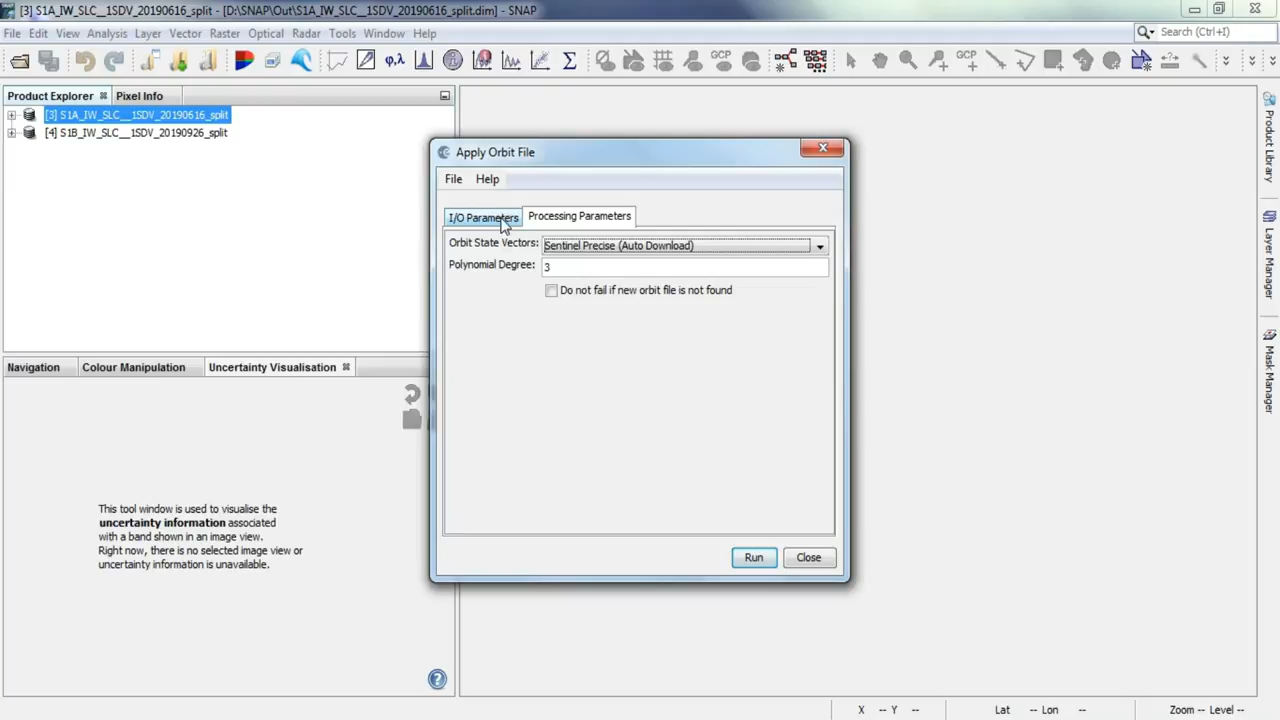 [3] S1A_IW_SLC__1SDV_20190616_split - [D:\SNAP\Out\S1A_IW_SLC__1SDV_20190616_split.dim] - SNAP
File Edit View Analysis Layer Vector Raster Optical Radar Tools Window Help
Search (Ctrl+I)
φ,λ GCP GCP
Product Explorer Pixel Info
[3] S1A_IW_SLC__1SDV_20190616_split
[4] S1B_IW_SLC__1SDV_20190926_split
Product Library
Layer Manager
Mask Manager
Apply Orbit File
File Help
I/O Parameters Processing Parameters
Orbit State Vectors: Sentinel Precise (Auto Download)
Polynomial Degree: 3
Do not fail if new orbit file is not found
Run Close
Navigation Colour Manipulation Uncertainty Visualisation
This tool window is used to visualise the
uncertainty information associated
with a band shown in an image view.
Right now, there is no selected image view or
uncertainty information is unavailable.
X -- Y -- Lat -- Lon -- Zoom -- Level --